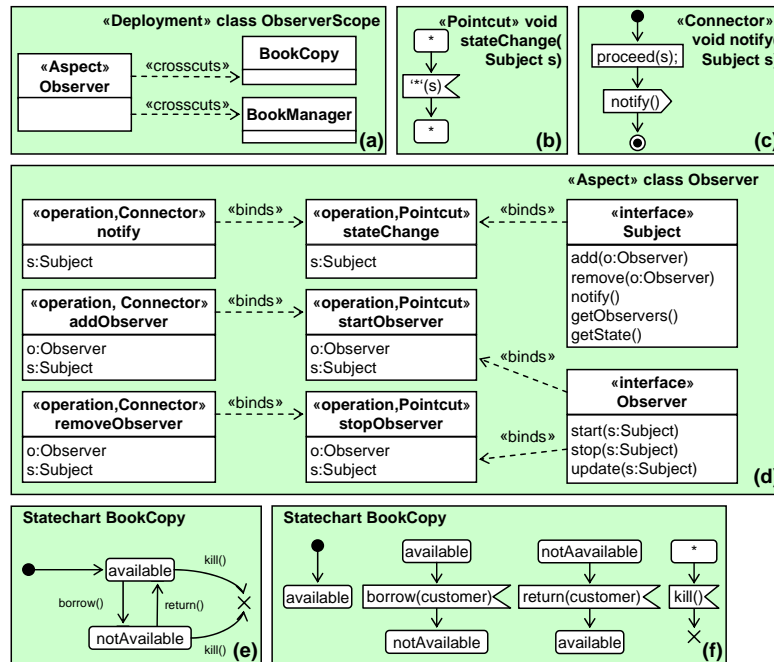 «Deployment» class ObserverScope
«Aspect»
Observer
«crosscuts»
«crosscuts»
BookCopy
BookManager
(a)
«Pointcut» void
stateChange(
Subject s)
*
‘*‘(s)
*
(b)
«Connector»
void notify(
Subject s)
proceed(s);
notify()
(c)
«Aspect» class Observer
«operation,Connector»
notify
s:Subject
«binds»
«operation,Pointcut»
stateChange
s:Subject
«binds»
«interface»
Subject
add(o:Observer)
remove(o:Observer)
notify()
getObservers()
getState()
«operation, Connector»
addObserver
o:Observer
s:Subject
«binds»
«operation,Pointcut»
startObserver
o:Observer
s:Subject
«binds»
«operation,Connector»
removeObserver
o:Observer
s:Subject
«binds»
«operation,Pointcut»
stopObserver
o:Observer
s:Subject
«binds»
«interface»
Observer
start(s:Subject)
stop(s:Subject)
update(s:Subject)
(d)
Statechart BookCopy
available
kill()
borrow()
return()
notAvailable
kill()
(e)
Statechart BookCopy
available
available
borrow(customer)
notAvailable
notAavailable
return(customer)
available
*
kill()
(f)